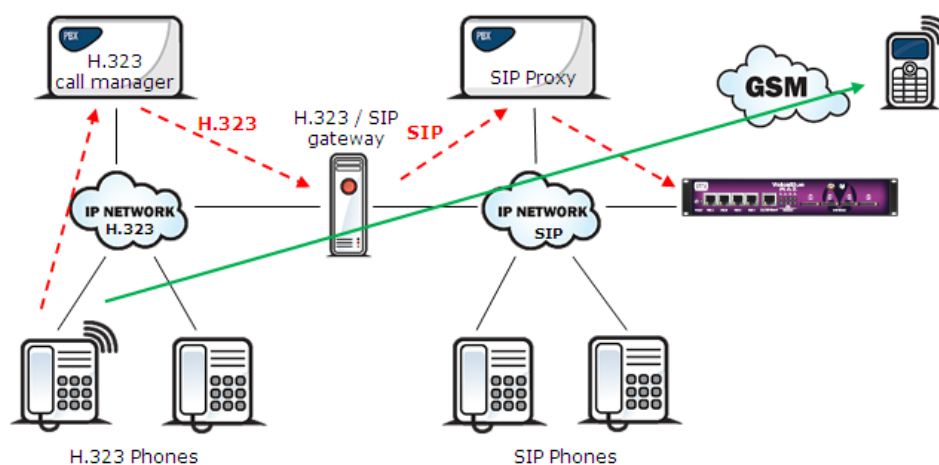 PBX
H.323
call manager
PBX
SIP Proxy
GSM
H.323
H.323 / SIP
gateway
SIP
IP NETWORK
H.323
IP NETWORK
SIP
H.323 Phones
SIP Phones